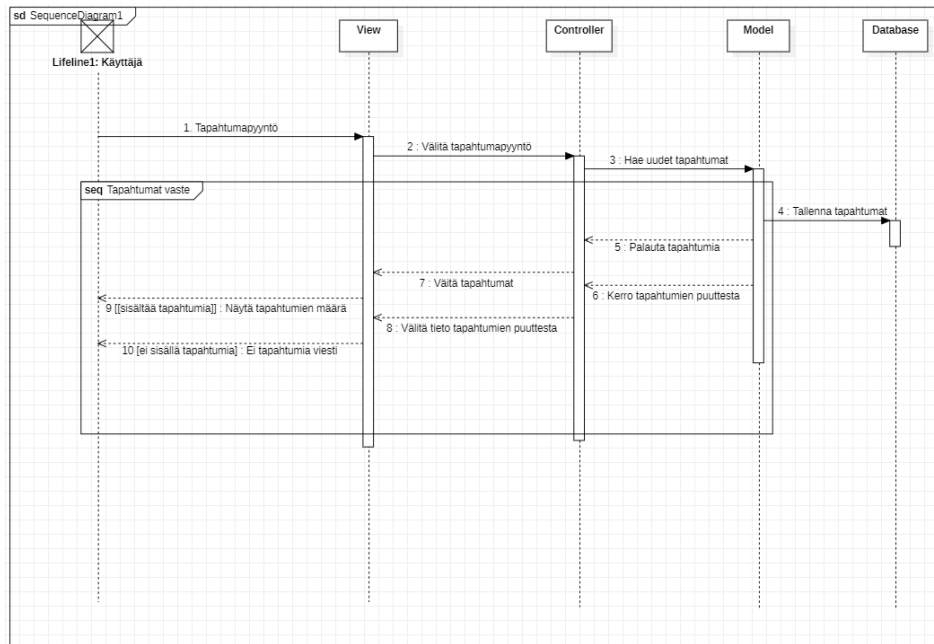 sd SequenceDiagram1
View
Controller
Model
Database
Lifeline1: Käyttäjä
1. Tapahtumapyyntö
2 : Välitä tapahtumapyyntö
3 : Hae uudet tapahtumat
seq Tapahtumat vaste
4 : Tallenna tapahtumat
5 : Palauta tapahtumia
7 : Väitä tapahtumat
6 : Kerro tapahtumien puuttesta
9 [[sisältää tapahtumia]] : Näytä tapahtumien määrä
8 : Välitä tieto tapahtumien puuttesta
10 [ei sisällä tapahtumia] : Ei tapahtumia viesti